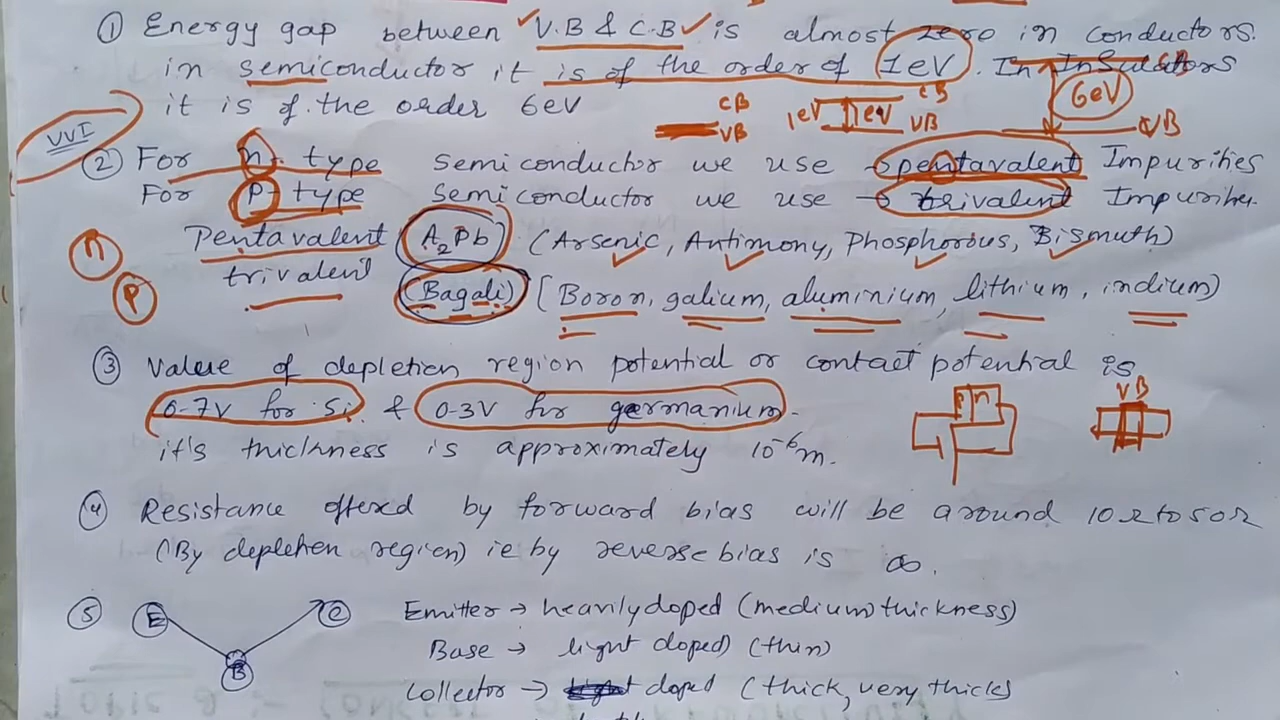 ① Energy gap between V.B & C.B is almost zero in conductors.
in semiconductor it is of the order of 1eV. In Insulators
it is of the order 6eV
CB
VB
1eV
1eV
CB
VB
6eV
VB
VVI
② For n type semiconductor we use → pentavalent Impurities
For P type semiconductor we use → trivalent
n
Pentavalent (A₂Pb) (Arsenic, Antimony, Phosphorous, Bismuth)
P
trivalent (Bagali) [Boron, galium, aluminium, lithium, indium)
③ Value of depletion region potential or contact potential is
0.7V for Si & 0.3V for germanium.
P n
VB
it's thickness is approximately 10⁻⁶m.
④ Resistance offered by forward bias will be around 10Ω to 50Ω
(By depletion region) ie by reverse bias is ∞.
⑤ E C B
Emitter → heavily doped (medium thickness)
Base → light doped) (thin)
Collector → doped (thick, very thick)